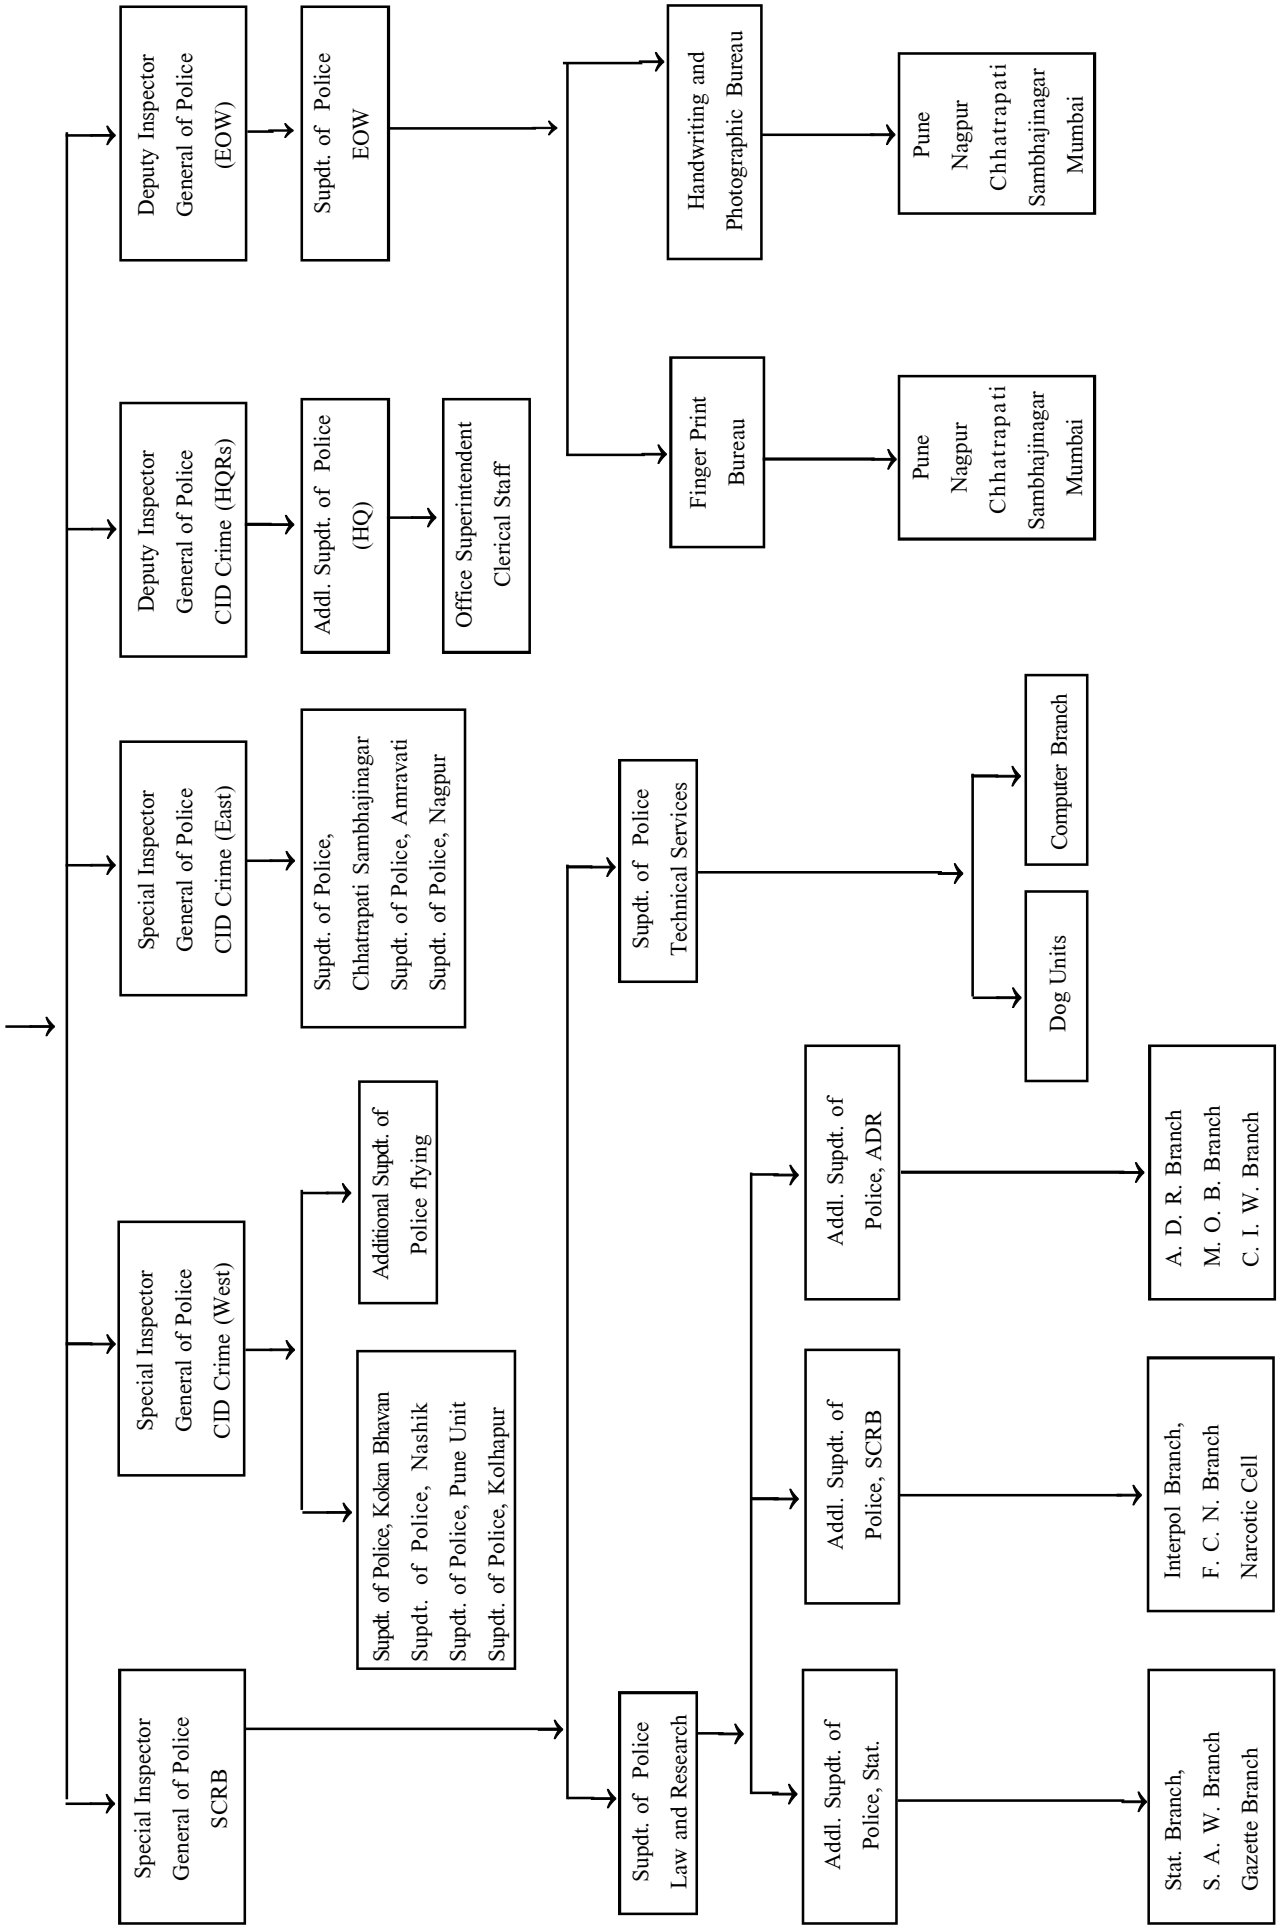 Special Inspector
General of Police
SCRB
Special Inspector
General of Police
CID Crime (West)
Special Inspector
General of Police
CID Crime (East)
Deputy Inspector
General of Police
CID Crime (HQRs)
Deputy Inspector
General of Police
(EOW)
Supdt. of Police,
Chhatrapati Sambhajinagar
Supdt. of Police, Amravati
Supdt. of Police, Nagpur
Addl. Supdt. of Police
(HQ)
Supdt. of Police
EOW
Supdt. of Police, Kokan Bhavan
Supdt. of Police, Nashik
Supdt. of Police, Pune Unit
Supdt. of Police, Kolhapur
Additional Supdt. of
Police flying
Office Superintendent
Clerical Staff
Supdt. of Police
Law and Research
Supdt. of Police
Technical Services
Finger Print
Bureau
Handwriting and
Photographic Bureau
Addl. Supdt. of
Police, Stat.
Addl. Supdt. of
Police, SCRB
Addl. Supdt. of
Police, ADR
Pune
Nagpur
Chhatrapati
Sambhajinagar
Mumbai
Pune
Nagpur
Chhatrapati
Sambhajinagar
Mumbai
Dog Units
Computer Branch
Stat. Branch,
S. A. W. Branch
Gazette Branch
Interpol Branch,
F. C. N. Branch
Narcotic Cell
A. D. R. Branch
M. O. B. Branch
C. I. W. Branch